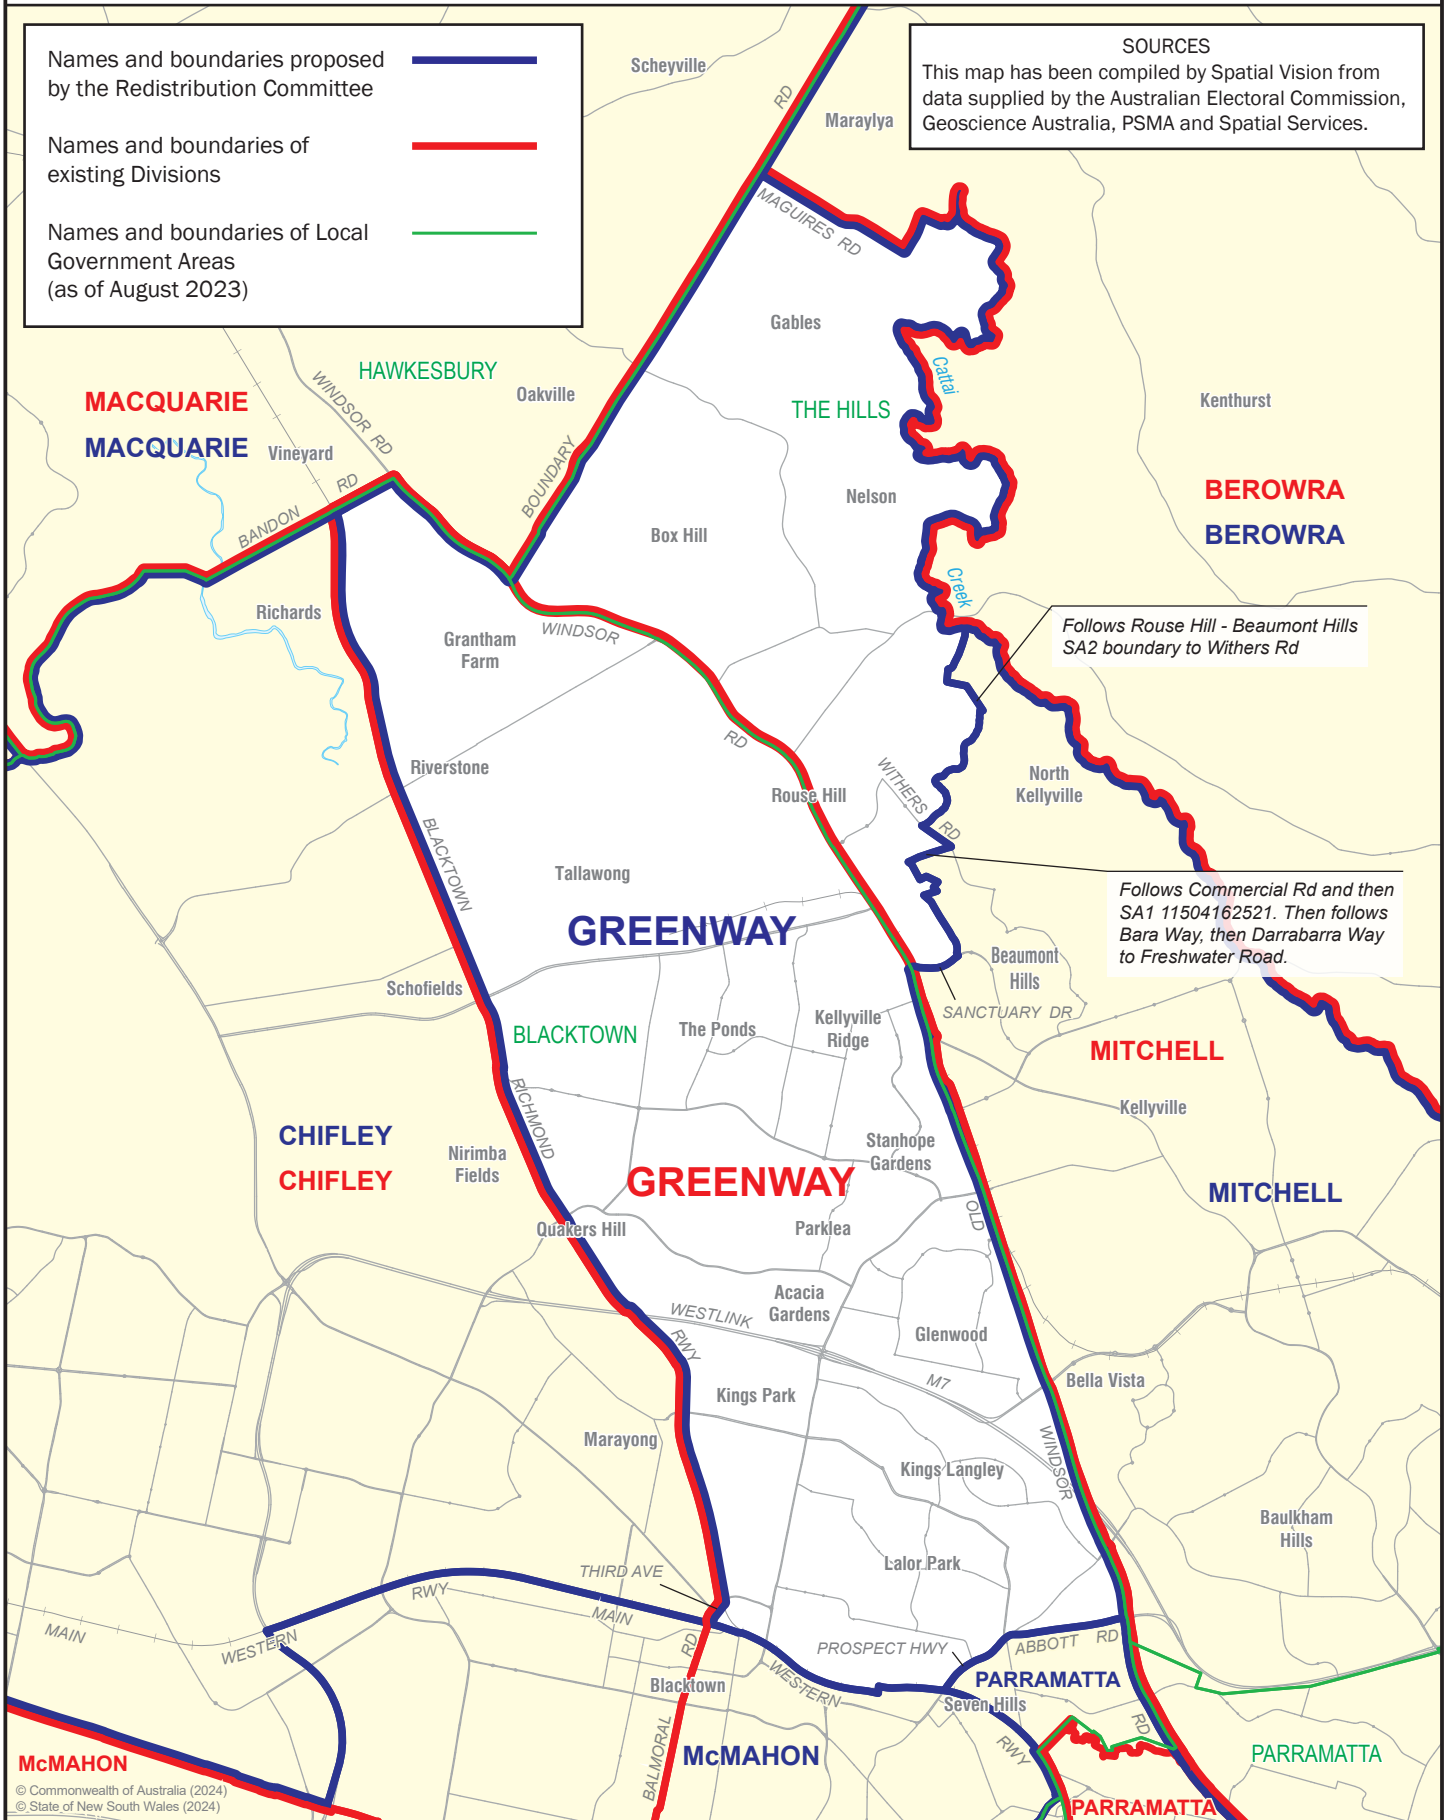 Names and boundaries proposed
by the Redistribution Committee
Names and boundaries of
existing Divisions
Names and boundaries of Local
Government Areas
(as of August 2023)
SOURCES
This map has been compiled by Spatial Vision from
data supplied by the Australian Electoral Commission,
Geoscience Australia, PSMA and Spatial Services.
Scheyville
RD
Maraylya
MAGUIRES RD
Gables
HAWKESBURY
Oakville
WINDSOR RD
MACQUARIE
MACQUARIE
Vineyard
THE HILLS
Cattai
Kenthurst
BOUNDARY
RD
BANDON
Nelson
BEROWRA
BEROWRA
Box Hill
Creek
Richards
Grantham
Farm
WINDSOR
Follows Rouse Hill - Beaumont Hills
SA2 boundary to Withers Rd
RD
Riverstone
Rouse Hill
WITHERS RD
North
Kellyville
BLACKTOWN
Tallawong
GREENWAY
Follows Commercial Rd and then
SA1 11504162521. Then follows
Bara Way, then Darrabarra Way
to Freshwater Road.
Beaumont
Hills
Schofields
SANCTUARY DR
BLACKTOWN
The Ponds
Kellyville
Ridge
MITCHELL
Kellyville
RICHMOND
CHIFLEY
CHIFLEY
Nirimba
Fields
Stanhope
Gardens
GREENWAY
MITCHELL
OLD
Quakers Hill
Parklea
Acacia
Gardens
WESTLINK
Glenwood
RWY
M7
Bella Vista
Kings Park
Marayong
WINDSOR
Kings Langley
Baulkham
Hills
Lalor Park
THIRD AVE
RWY
MAIN
MAIN
WESTERN
RD
PROSPECT HWY
ABBOTT RD
Blacktown
WESTERN
PARRAMATTA
Seven Hills
RD
RWY
BALMORAL
McMAHON
PARRAMATTA
McMAHON
© Commonwealth of Australia (2024)
© State of New South Wales (2024)
PARRAMATTA